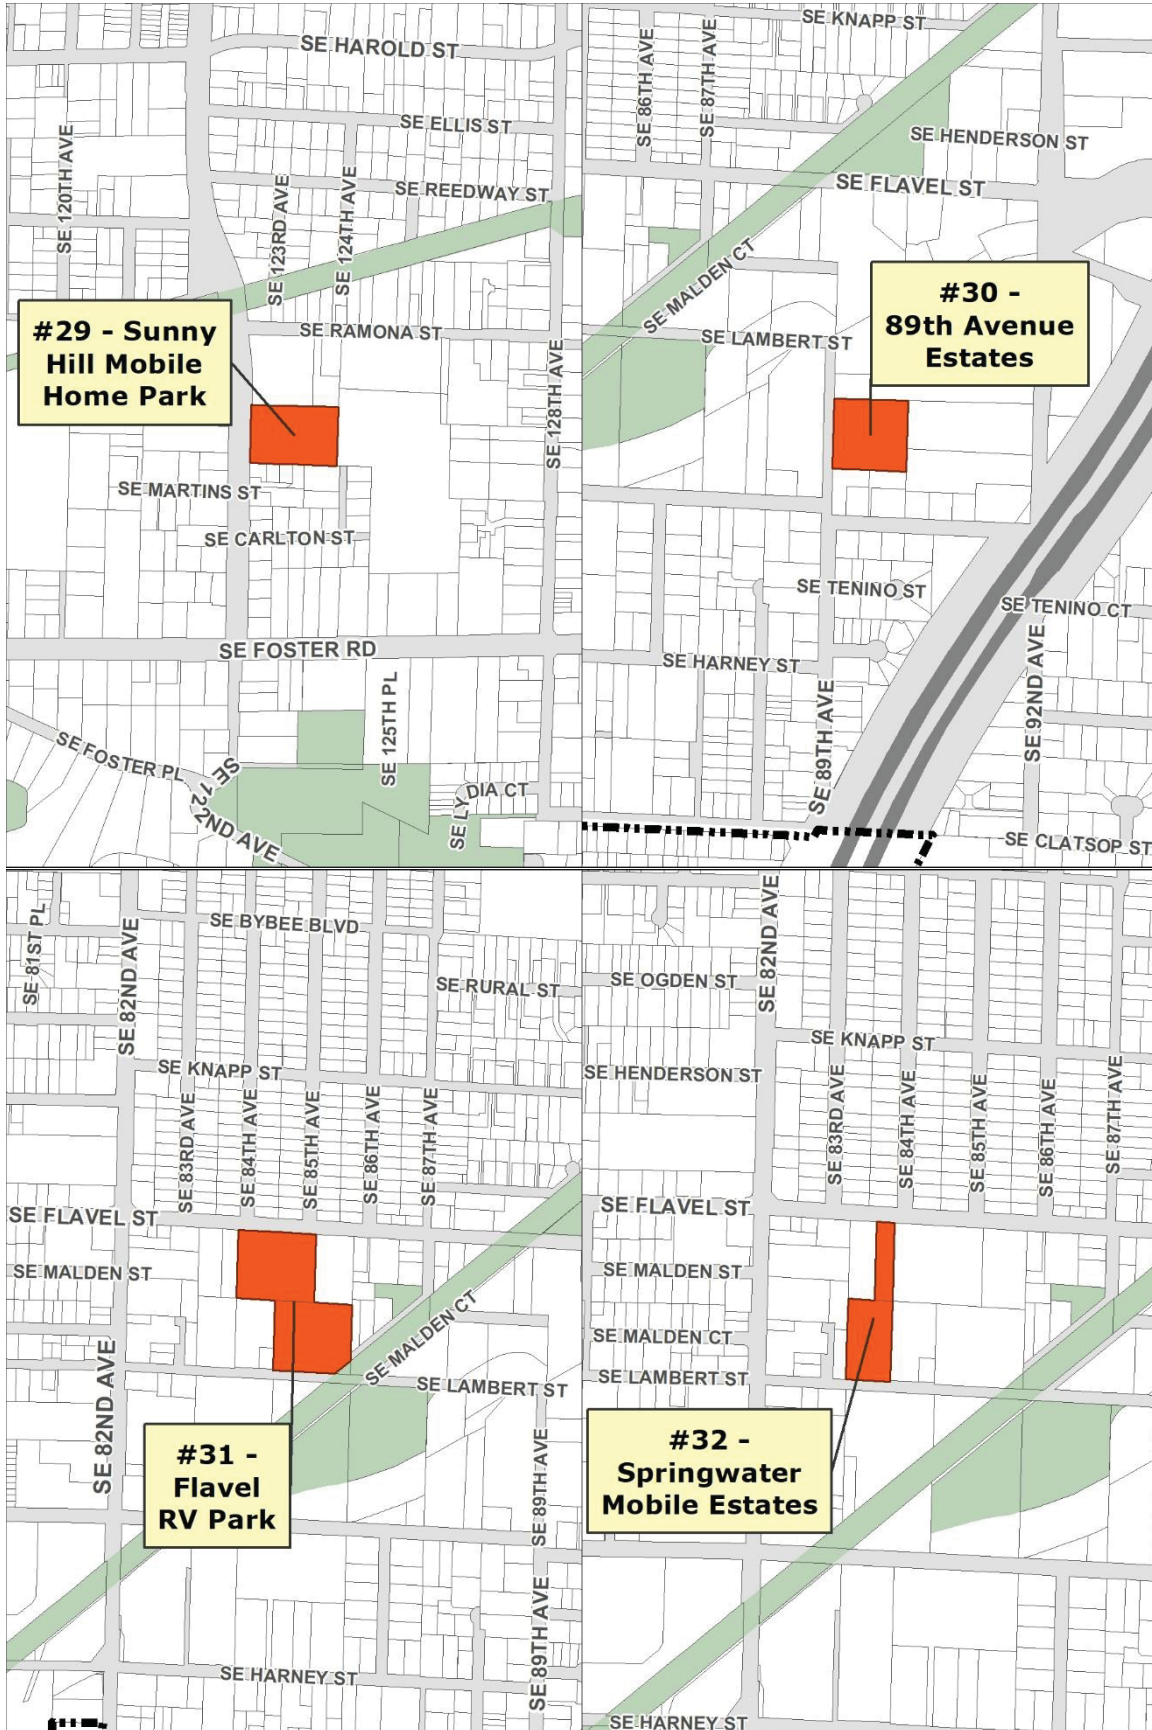 SE HAROLD ST
SE ELLIS ST
SE 120TH AVE
SE REEDWAY ST
SE 123RD AVE
SE 124TH AVE
#29 - Sunny
Hill Mobile
Home Park
SE RAMONA ST
SE 128TH AVE
SE MARTINS ST
SE CARLTON ST
SE FOSTER RD
SE 125TH PL
SE FOSTER PL
SE 122ND AVE
SE LYDIA CT
SE KNAPP ST
SE 86TH AVE
SE 87TH AVE
SE HENDERSON ST
SE FLAVEL ST
SE MALDEN CT
#30 -
89th Avenue
Estates
SE LAMBERT ST
SE TENINO ST
SE TENINO CT
SE HARNEY ST
SE 89TH AVE
SE 92ND AVE
SE CLATSOP ST
SE 81ST PL
SE 82ND AVE
SE BYBEE BLVD
SE RURAL ST
SE KNAPP ST
SE 83RD AVE
SE 84TH AVE
SE 85TH AVE
SE 86TH AVE
SE 87TH AVE
SE FLAVEL ST
SE MALDEN ST
SE MALDEN CT
SE 82ND AVE
SE LAMBERT ST
#31 -
Flavel
RV Park
SE 89TH AVE
SE 89TH AVE
SE HARNEY ST
SE 82ND AVE
SE OGDEN ST
SE KNAPP ST
SE HENDERSON ST
SE 83RD AVE
SE 84TH AVE
SE 85TH AVE
SE 86TH AVE
SE 87TH AVE
SE FLAVEL ST
SE MALDEN ST
SE MALDEN CT
SE LAMBERT ST
#32 -
Springwater
Mobile Estates
SE HARNEY ST